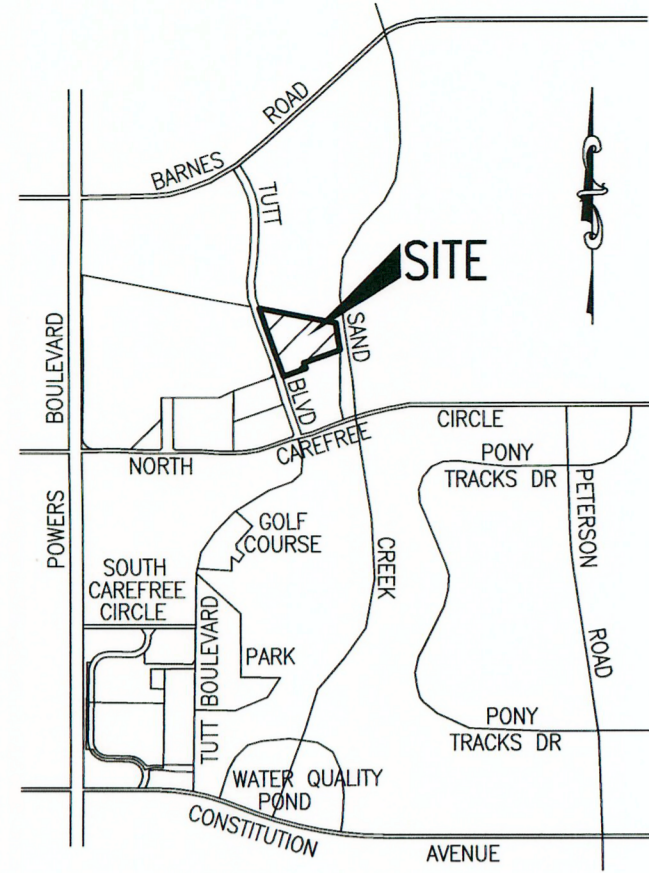 BARNES ROAD
TUTT
SITE
SAND
BOULEVARD
BLVD
CIRCLE
CAREFREE
NORTH
PONY
TRACKS DR
POWERS
GOLF
COURSE
PETERSON
CREEK
SOUTH
CAREFREE
CIRCLE
BOULEVARD
PARK
ROAD
TUTT
PONY
TRACKS DR
WATER QUALITY
POND
CONSTITUTION
AVENUE